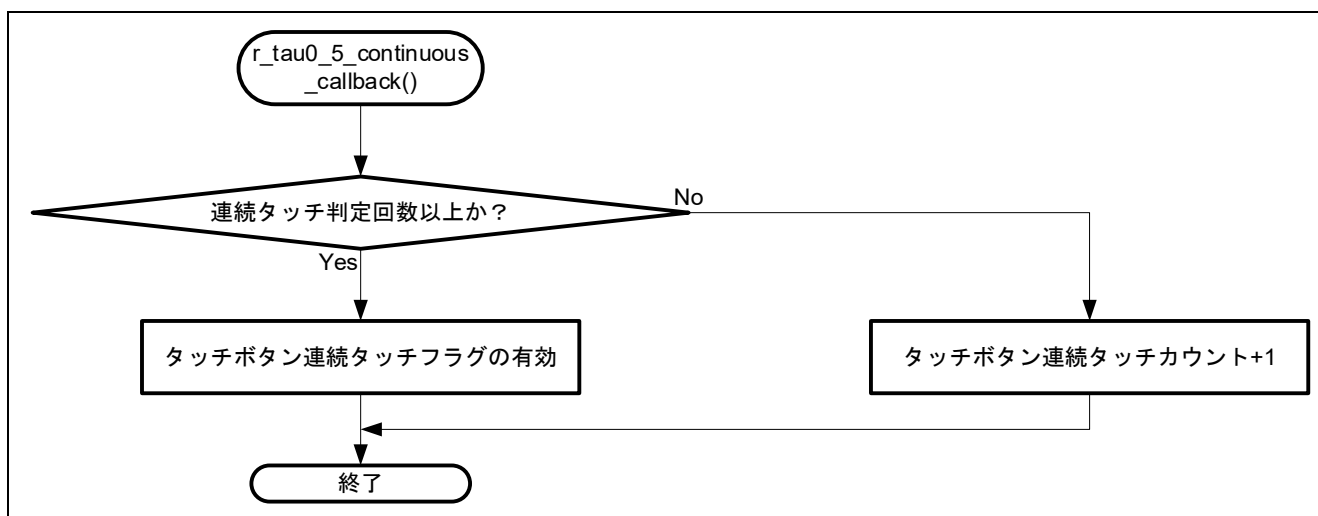 r_tau0_5_continuous
_callback()
連続タッチ判定回数以上か？
No
Yes
タッチボタン連続タッチフラグの有効
タッチボタン連続タッチカウント+1
終了